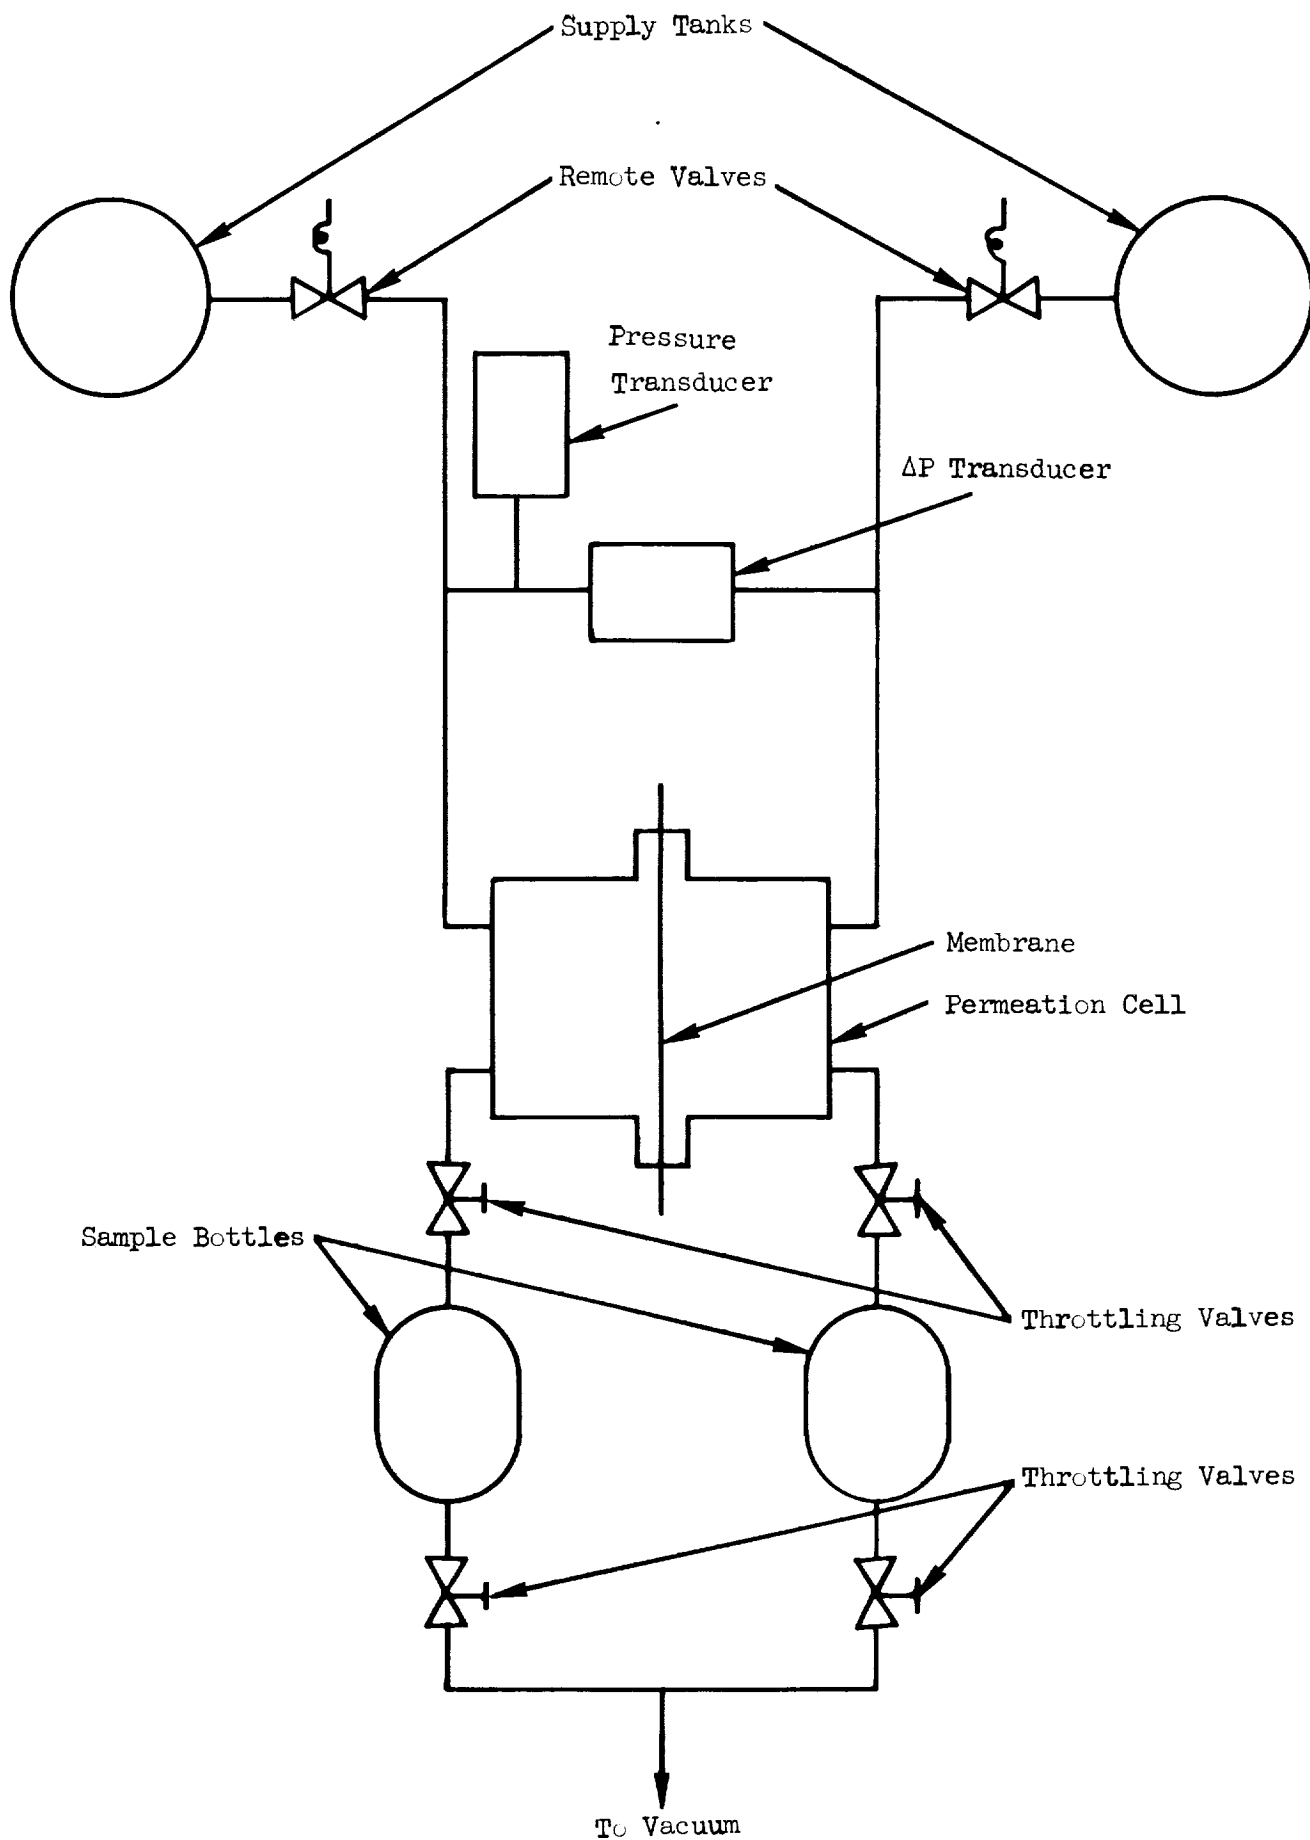 Supply Tanks
Remote Valves
Pressure
Transducer
ΔP Transducer
Membrane
Permeation Cell
Sample Bottles
Throttling Valves
Throttling Valves
To Vacuum